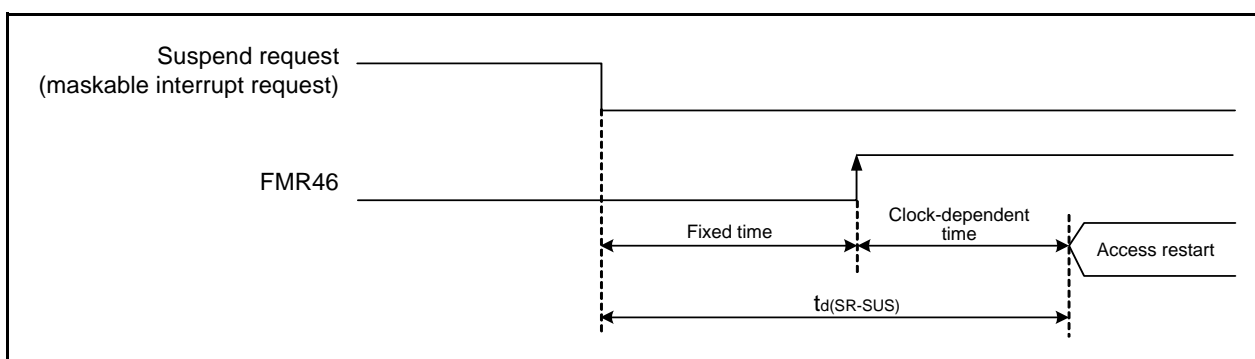 Suspend request
(maskable interrupt request)
FMR46
Fixed time
Clock-dependent
time
Access restart
td(SR-SUS)